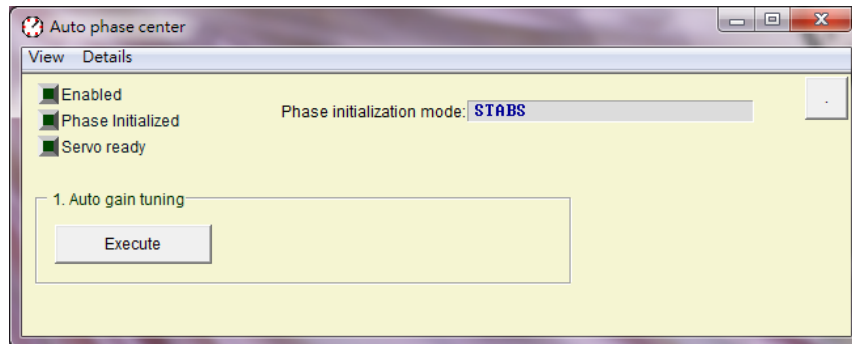 Auto phase center
View Details
Enabled
Phase Initialized
Servo ready
Phase initialization mode: STABS
.
1. Auto gain tuning
Execute